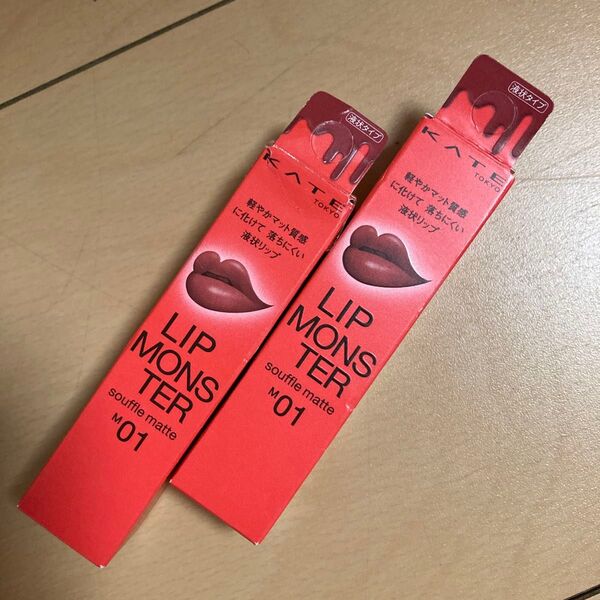 液状タイプ
KATE
TOKYO
軽やかマット質感
に化けて 落ちにくい
液状リップ
LIP
MONS
TER
souffle matte
M01
液状タイプ
KATE
TOKYO
軽やかマット質感
に化けて 落ちにくい
液状リップ
LIP
MONS
TER
souffle matte
M01